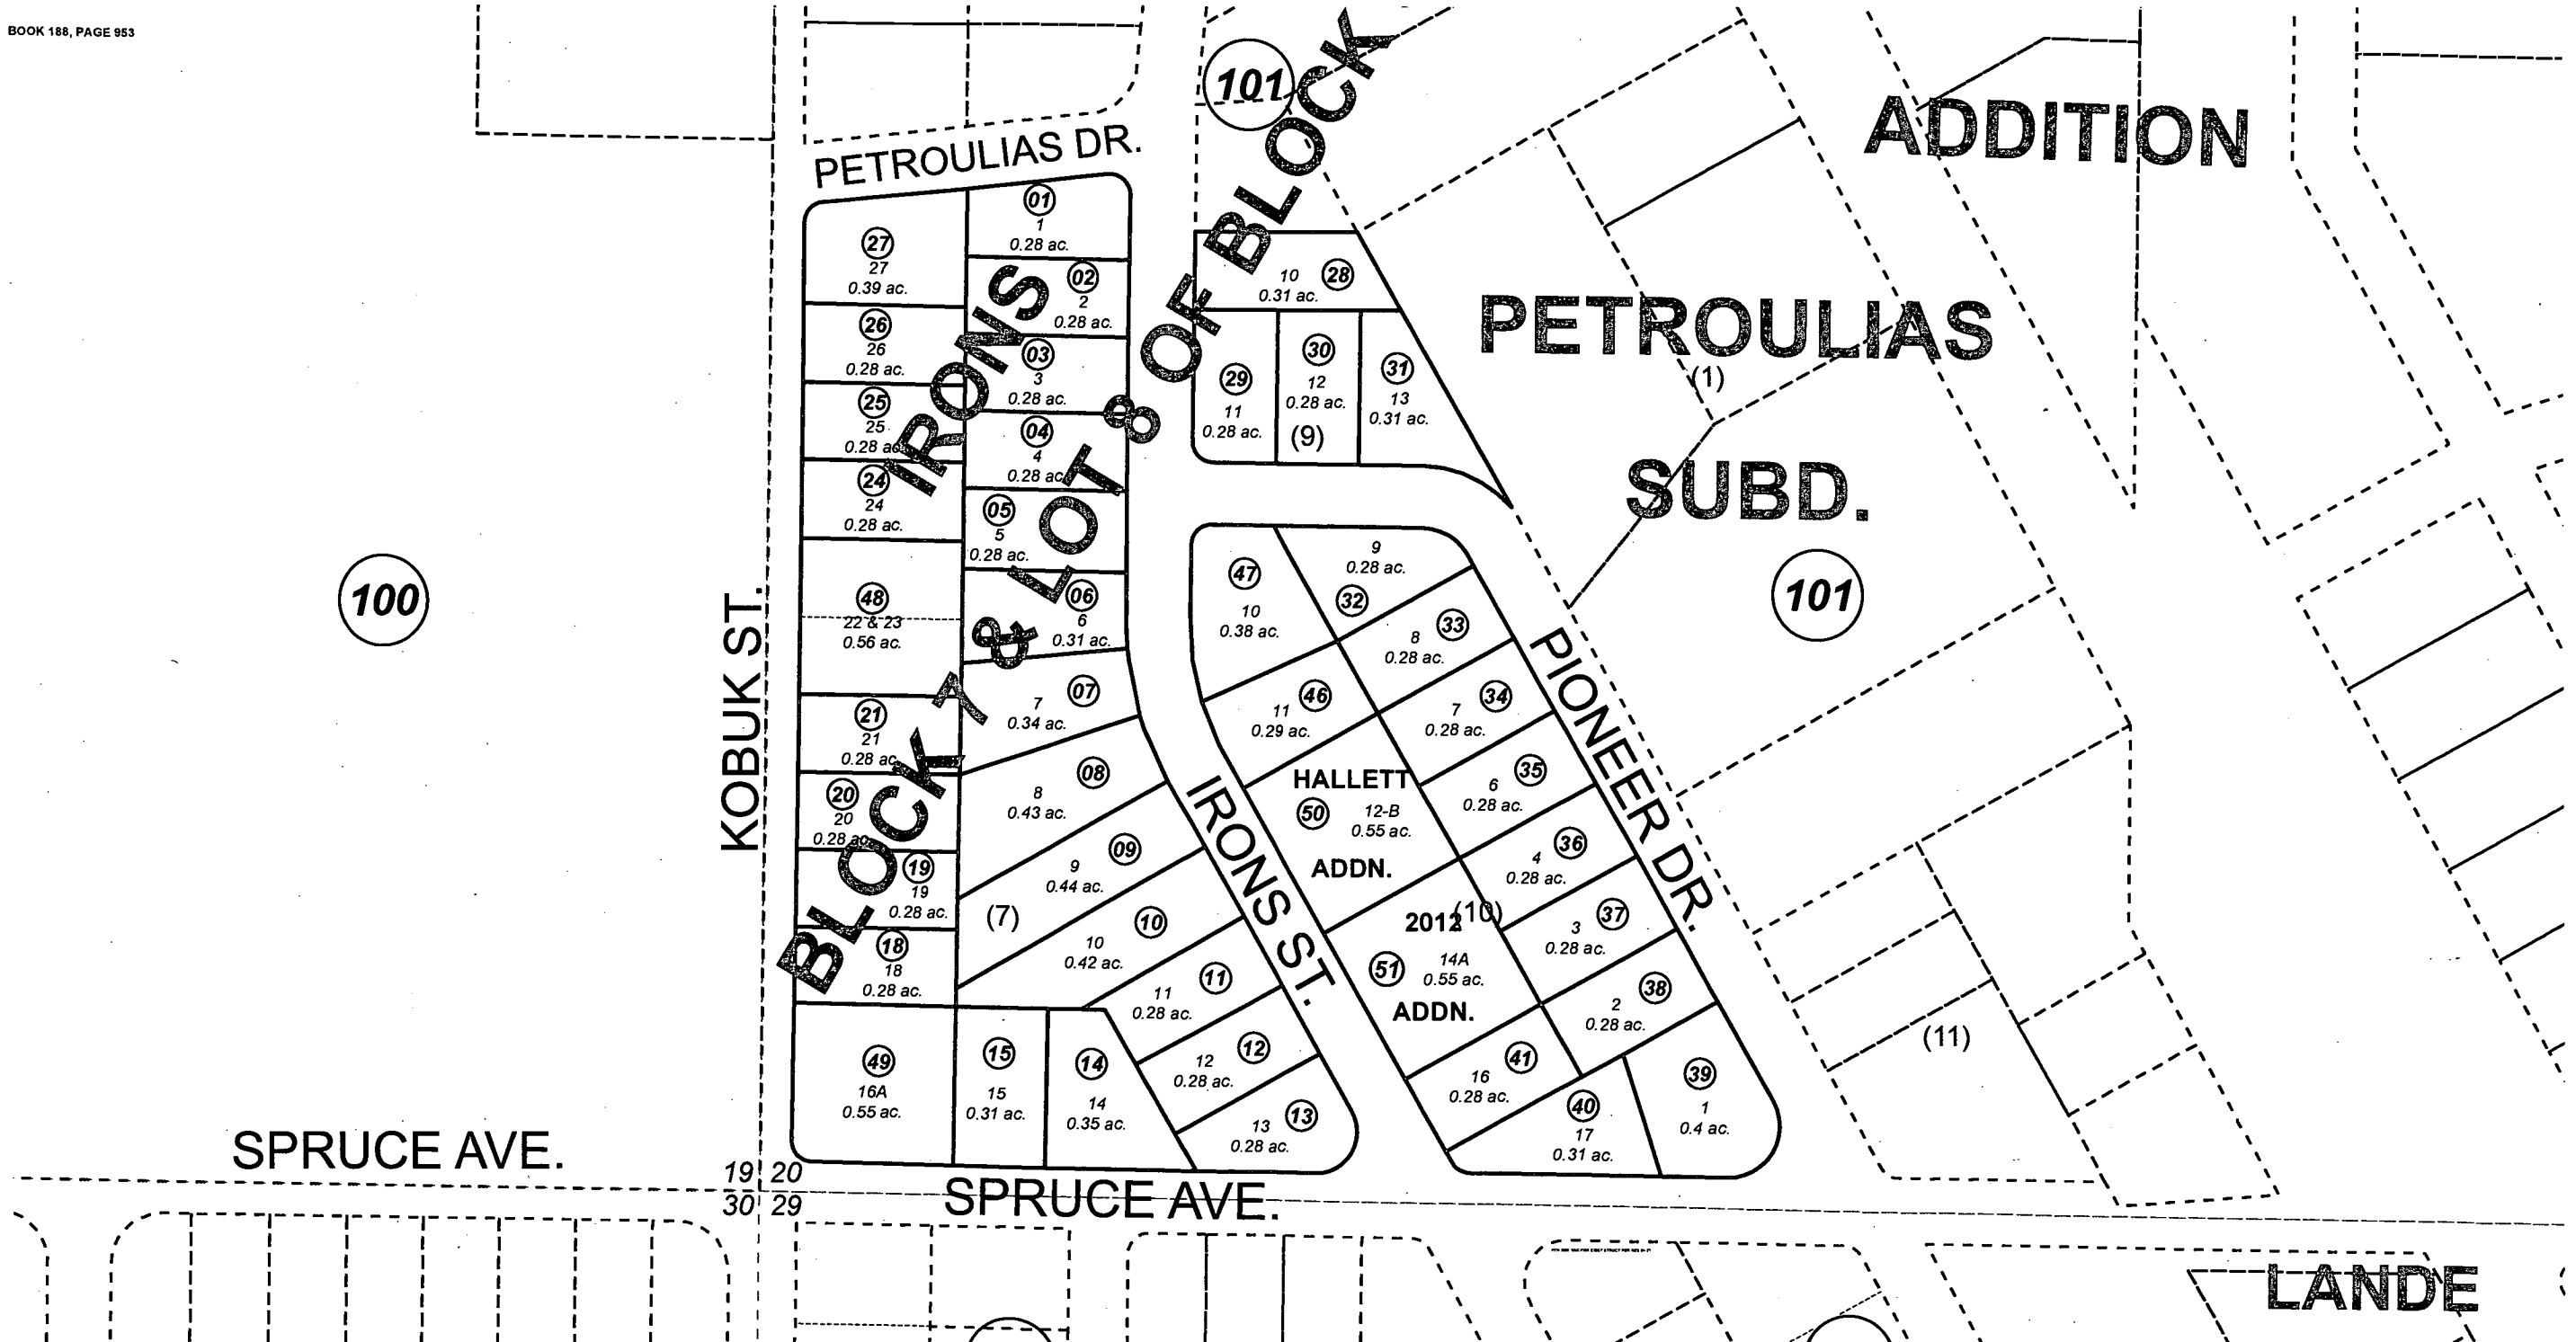 BOOK 188, PAGE 953
101
ADDITION
PETROULIAS DR.
BLOCK A & LOT 8 OF BLOCK
IRONS
PETROULIAS
(1)
SUBD.
101
100
KOBUK ST.
01
1
0.28 ac.
27
27
0.39 ac.
02
2
0.28 ac.
26
26
0.28 ac.
03
3
0.28 ac.
25
25
0.28 ac.
04
4
0.28 ac.
24
24
0.28 ac.
05
5
0.28 ac.
48
22 & 23
0.56 ac.
06
6
0.31 ac.
07
7
0.34 ac.
21
21
0.28 ac.
08
8
0.43 ac.
20
20
0.28 ac.
09
9
0.44 ac.
19
19
0.28 ac.
(7)
10
10
0.42 ac.
18
18
0.28 ac.
11
11
0.28 ac.
12
12
0.28 ac.
13
13
0.28 ac.
14
14
0.35 ac.
15
15
0.31 ac.
49
16A
0.55 ac.
10
28
0.31 ac.
29
11
0.28 ac.
30
12
0.28 ac.
(9)
31
13
0.31 ac.
47
10
0.38 ac.
9
0.28 ac.
32
8
33
0.28 ac.
46
11
0.29 ac.
34
7
0.28 ac.
HALLETT
50
12-B
0.55 ac.
ADDN.
35
6
0.28 ac.
36
4
0.28 ac.
2012
(10)
37
3
0.28 ac.
51
14A
0.55 ac.
ADDN.
38
2
0.28 ac.
41
16
0.28 ac.
39
1
0.4 ac.
40
17
0.31 ac.
IRONS ST.
PIONEER DR.
(11)
SPRUCE AVE.
19 20
30 29
SPRUCE AVE.
LANDE